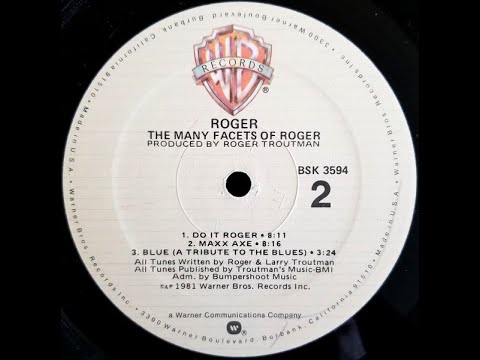 WB
RECORDS
®
ROGER
THE MANY FACETS OF ROGER
PRODUCED BY ROGER TROUTMAN
BSK 3594
2
1. DO IT ROGER • 8:11
2. MAXX AXE • 8:16
3. BLUE (A TRIBUTE TO THE BLUES) • 3:24
All Tunes Written by Roger & Larry Troutman
All Tunes Published by Troutman's Music-BMI
Adm. by Bumpershoot Music
©&℗ 1981 Warner Bros. Records Inc.
a Warner Communications Company
W
®
3300 Warner Boulevard, Burbank, California 91510 • Made in U.S.A. •